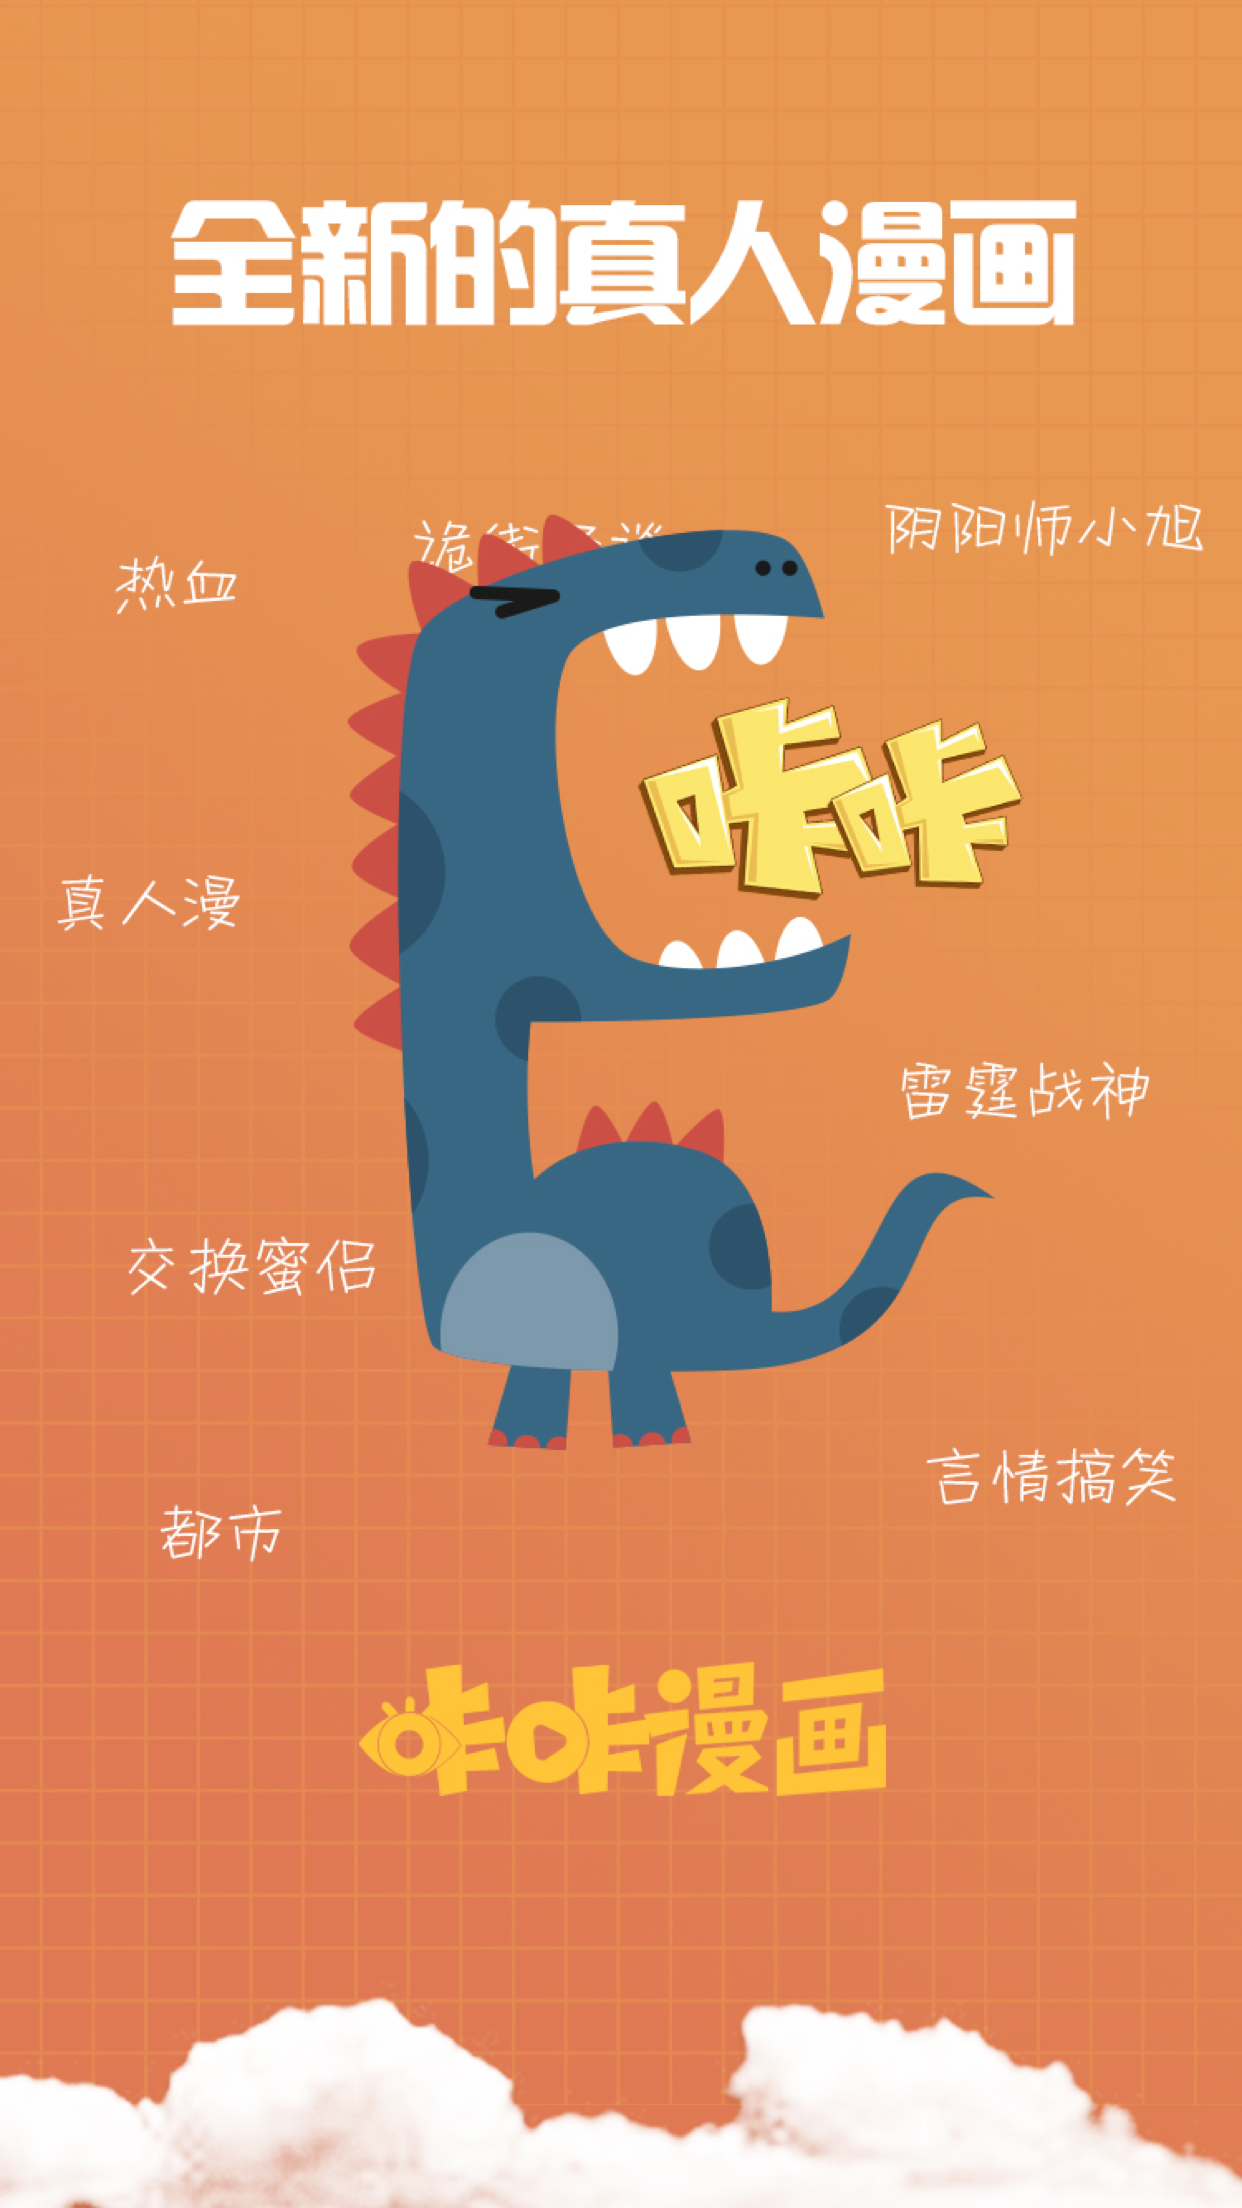 全新的真人漫画
阴阳师小旭
热血
咔咔
真人漫
雷霆战神
交换蜜侣
言情搞笑
都市
咔咔漫画